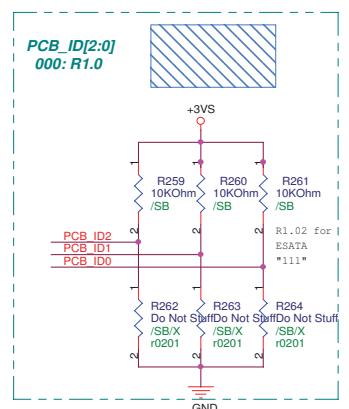 PCB_ID[2:0]
000: R1.0
+3VS
1 1 1
R259 R260 R261
10KOhm 10KOhm 10KOhm
/SB /SB /SB
2 2 2
R1.02 for
ESATA
"111"
PCB_ID2
PCB_ID1
PCB_ID0
1 1 1
R262 R263 R264
Do Not Stuff Do Not Stuff Do Not Stuff
/SB/X /SB/X /SB/X
r0201 r0201 r0201
2 2 2
GND